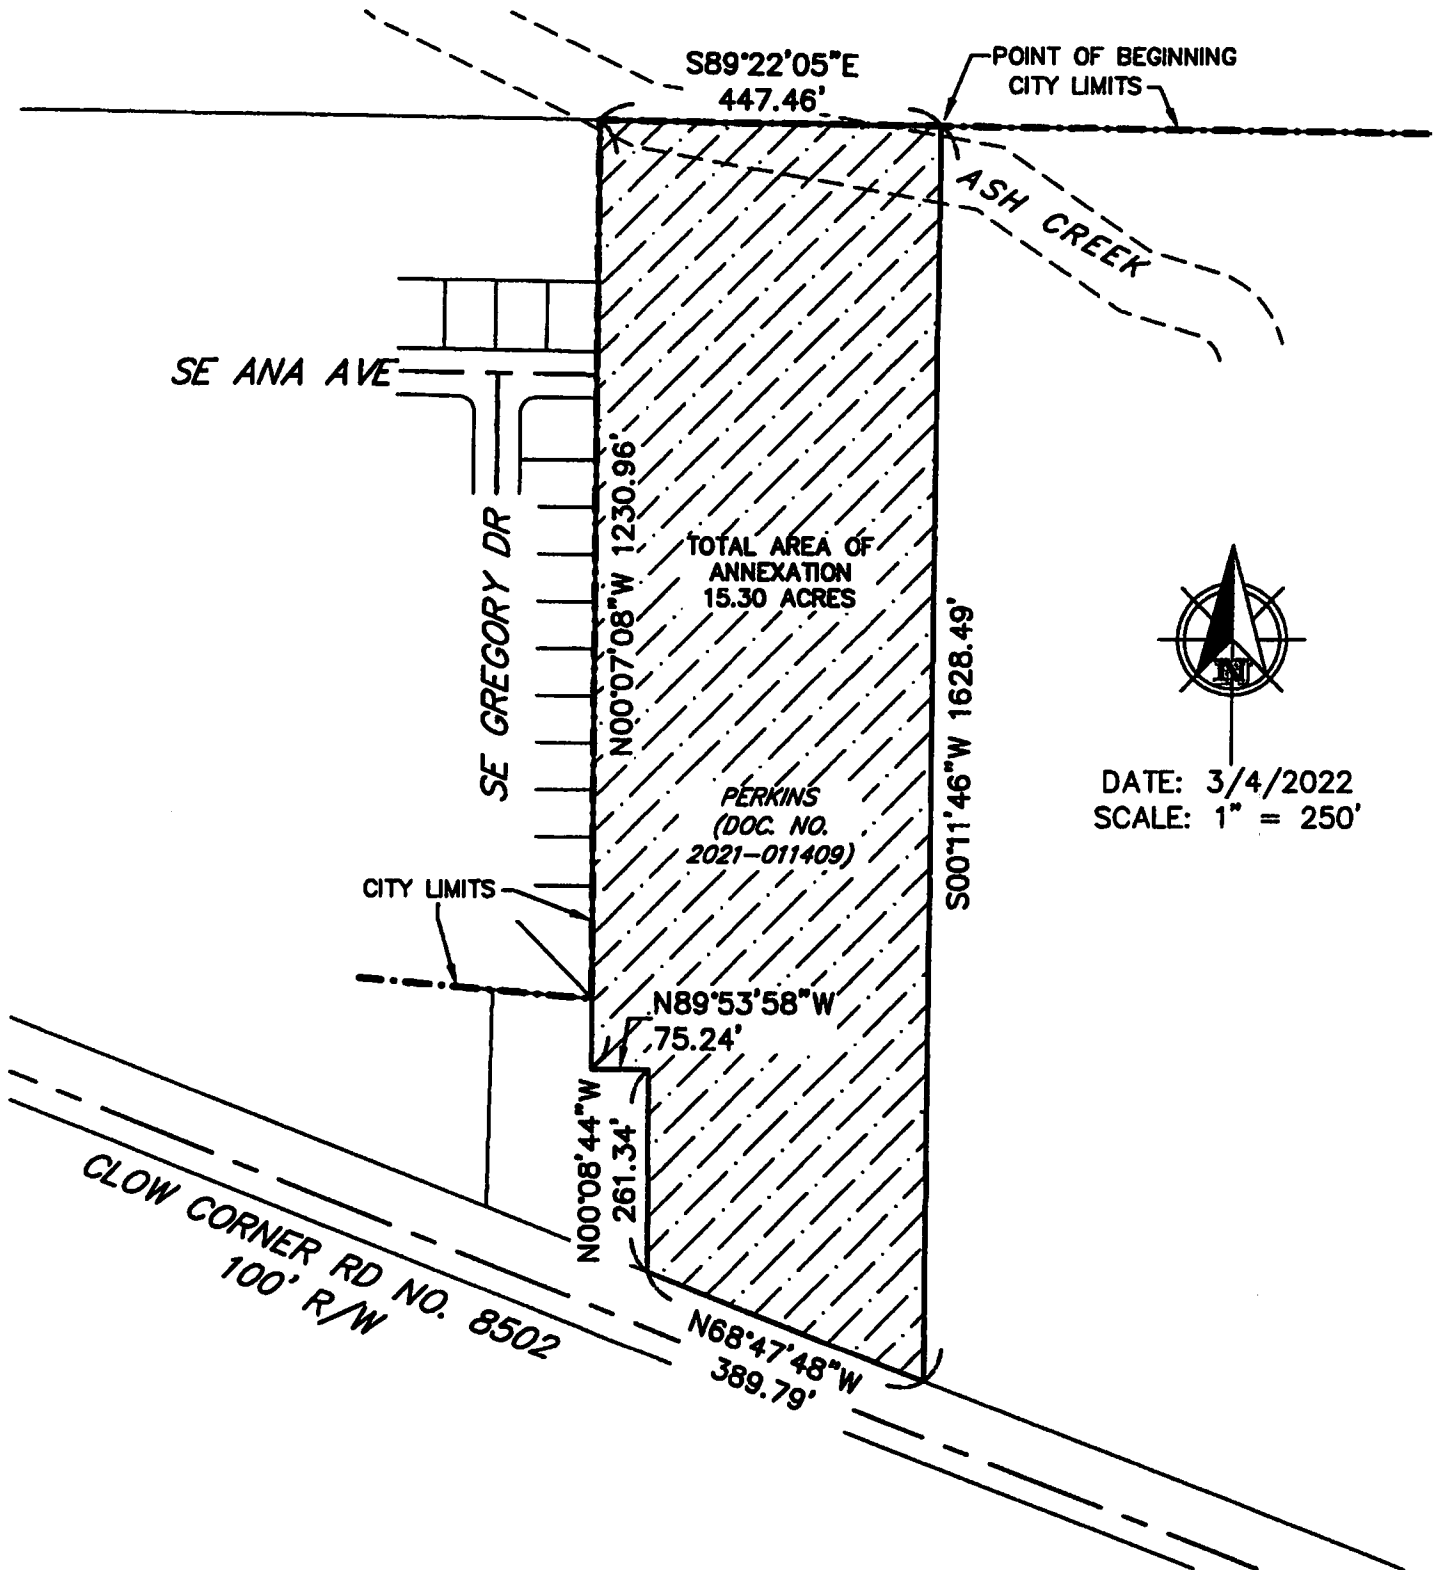 S89°22'05"E
447.46'
POINT OF BEGINNING
CITY LIMITS
ASH CREEK
SE ANA AVE
N00°07'08"W 1230.96'
SE GREGORY DR
TOTAL AREA OF
ANNEXATION
15.30 ACRES
S00°11'46"W 1628.49'
N
DATE: 3/4/2022
SCALE: 1" = 250'
PERKINS
(DOC. NO.
2021-011409)
CITY LIMITS
N89°53'58"W
75.24'
N00°08'44"W
261.34'
CLOW CORNER RD NO. 8502
100' R/W
N68°47'48"W
389.79'